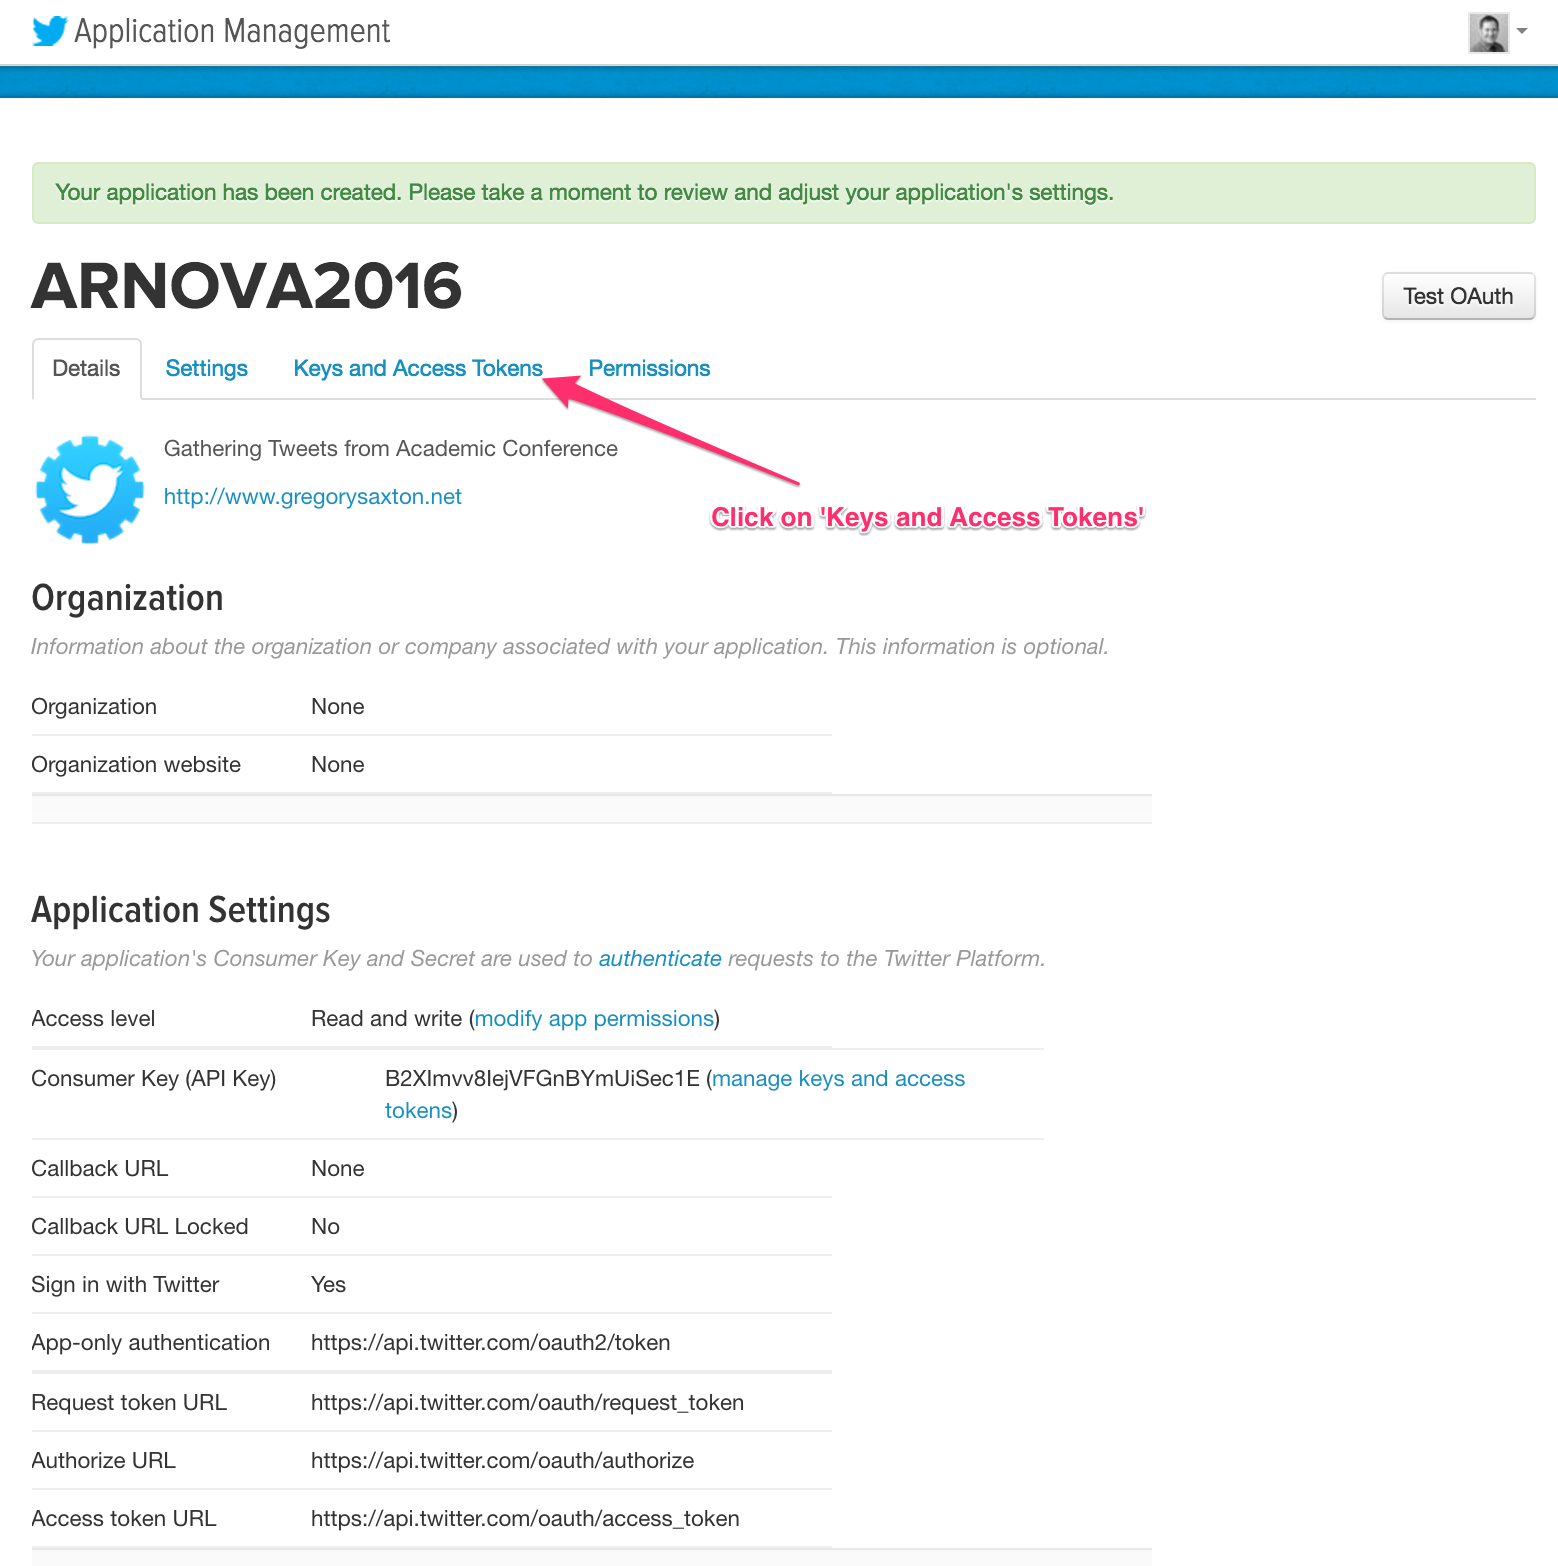 Application Management
Your application has been created. Please take a moment to review and adjust your application's settings.
ARNOVA2016
Test OAuth
Details Settings Keys and Access Tokens Permissions
Gathering Tweets from Academic Conference
http://www.gregorysaxton.net
Click on 'Keys and Access Tokens'
Organization
Information about the organization or company associated with your application. This information is optional.
Organization None
Organization website None
Application Settings
Your application's Consumer Key and Secret are used to authenticate requests to the Twitter Platform.
Access level Read and write (modify app permissions)
Consumer Key (API Key) B2XImvv8IejVFGnBYmUiSec1E (manage keys and access
tokens)
Callback URL None
Callback URL Locked No
Sign in with Twitter Yes
App-only authentication https://api.twitter.com/oauth2/token
Request token URL https://api.twitter.com/oauth/request_token
Authorize URL https://api.twitter.com/oauth/authorize
Access token URL https://api.twitter.com/oauth/access_token